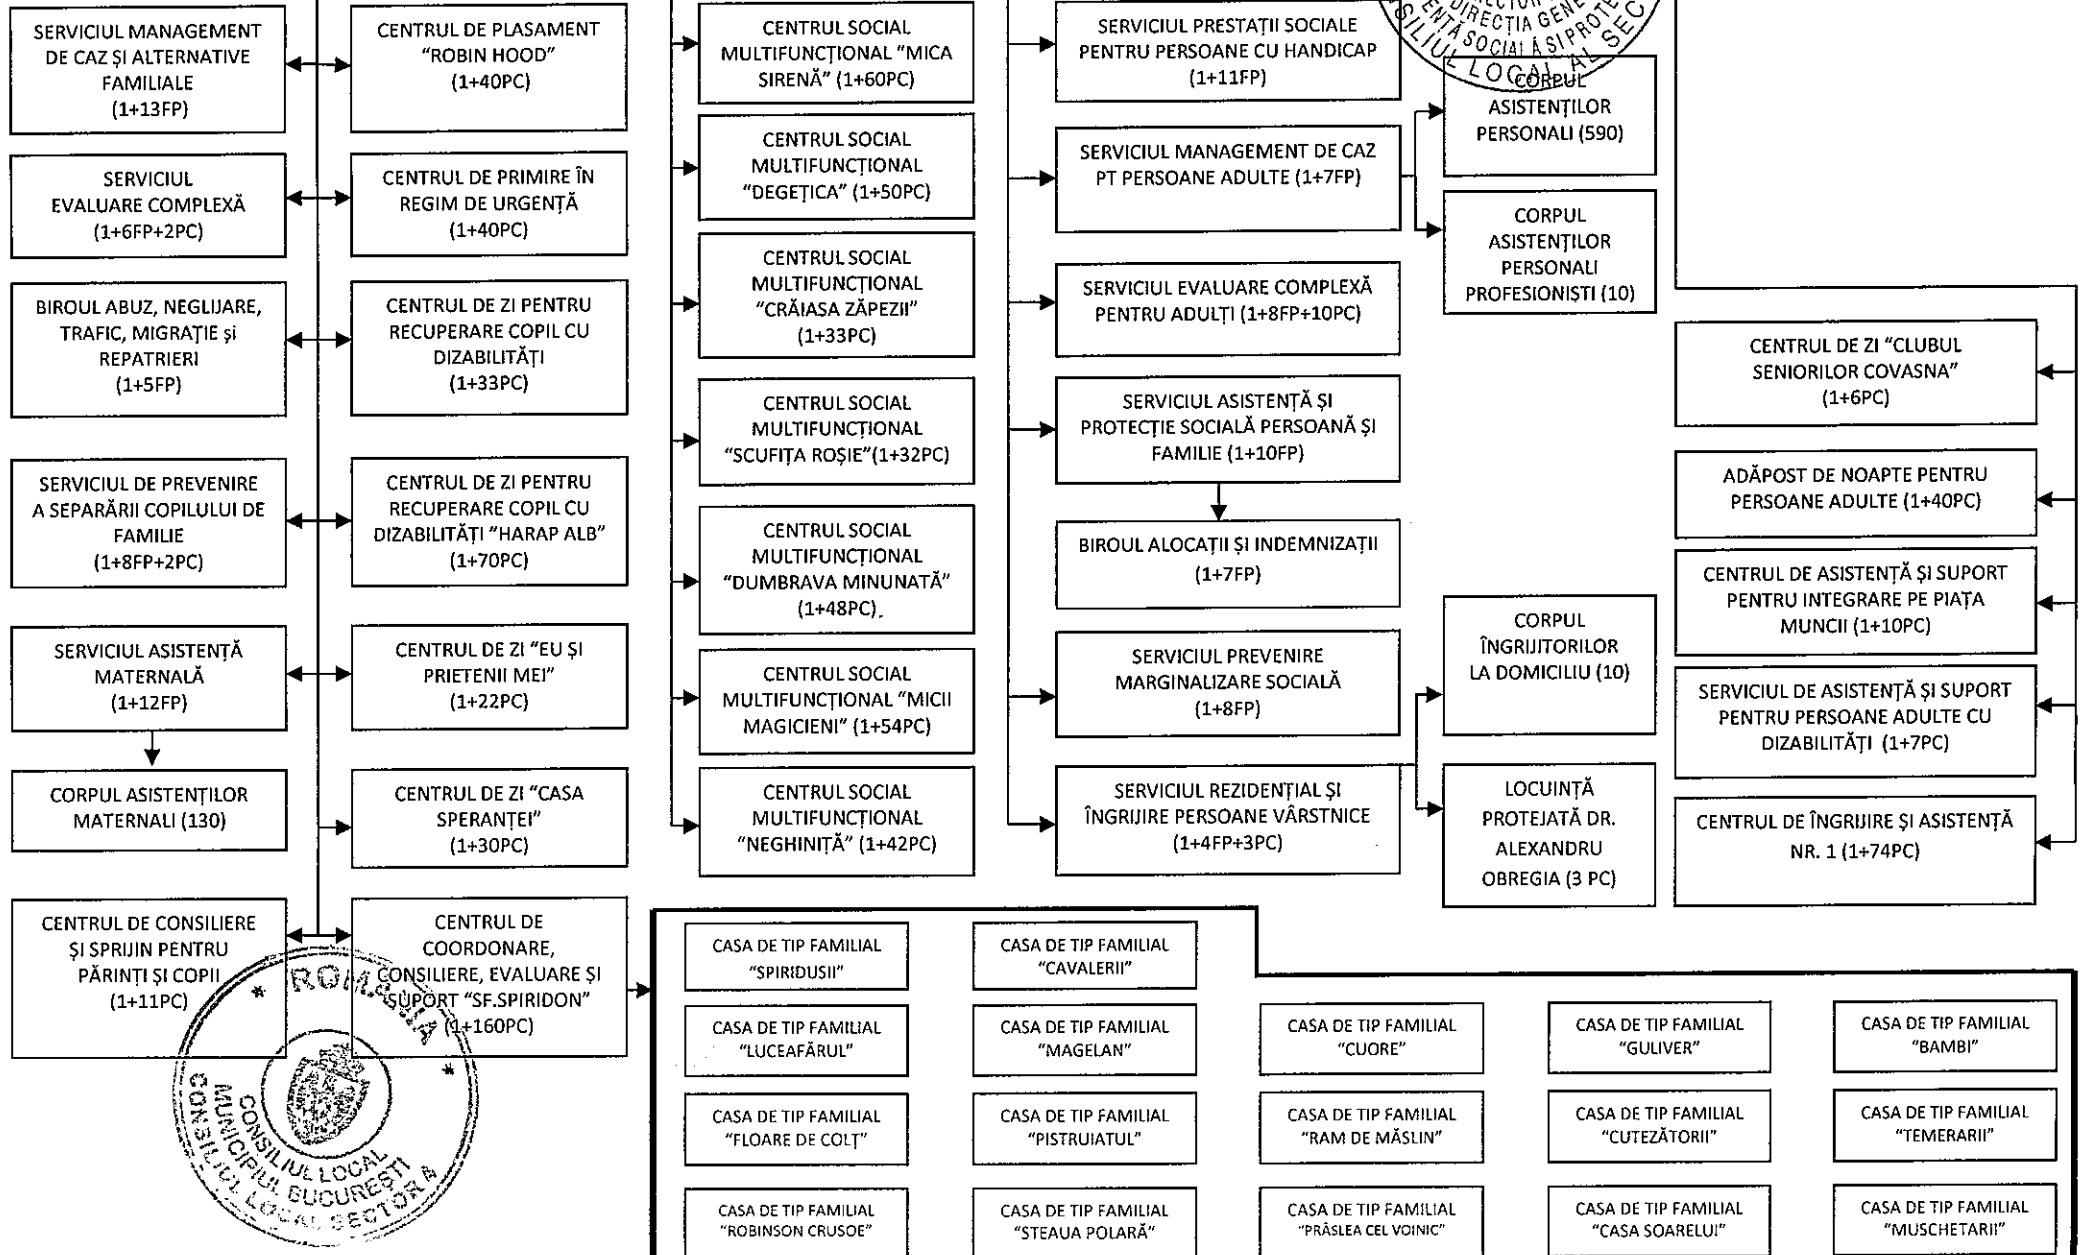 SERVICIUL MANAGEMENT
DE CAZ ȘI ALTERNATIVE
FAMILIALE
(1+13FP)
SERVICIUL
EVALUARE COMPLEXĂ
(1+6FP+2PC)
BIROUL ABUZ, NEGLIJARE,
TRAFIC, MIGRAȚIE și
REPATRIERI
(1+5FP)
SERVICIUL DE PREVENIRE
A SEPARĂRII COPILULUI DE
FAMILIE
(1+8FP+2PC)
SERVICIUL ASISTENȚĂ
MATERNALĂ
(1+12FP)
CORPUL ASISTENȚILOR
MATERNALI (130)
CENTRUL DE CONSILIERE
ȘI SPRIJIN PENTRU
PĂRINȚI ȘI COPII
(1+11PC)
CENTRUL DE PLASAMENT
“ROBIN HOOD”
(1+40PC)
CENTRUL DE PRIMIRE ÎN
REGIM DE URGENȚĂ
(1+40PC)
CENTRUL DE ZI PENTRU
RECUPERARE COPIL CU
DIZABILITĂȚI
(1+33PC)
CENTRUL DE ZI PENTRU
RECUPERARE COPIL CU
DIZABILITĂȚI “HARAP ALB”
(1+70PC)
CENTRUL DE ZI “EU ȘI
PRIETENII MEI”
(1+22PC)
CENTRUL DE ZI “CASA
SPERANȚEI”
(1+30PC)
CENTRUL DE
COORDONARE,
CONSILIERE, EVALUARE ȘI
SUPORT “SF.SPIRIDON”
(1+160PC)
CENTRUL SOCIAL
MULTIFUNCȚIONAL “MICA
SIRENĂ” (1+60PC)
CENTRUL SOCIAL
MULTIFUNCȚIONAL
“DEGEȚICA” (1+50PC)
CENTRUL SOCIAL
MULTIFUNCȚIONAL
“CRĂIASA ZĂPEZII”
(1+33PC)
CENTRUL SOCIAL
MULTIFUNCȚIONAL
“SCUFIȚA ROȘIE”(1+32PC)
CENTRUL SOCIAL
MULTIFUNCȚIONAL
“DUMBRAVA MINUNATĂ”
(1+48PC)
CENTRUL SOCIAL
MULTIFUNCȚIONAL “MICII
MAGICIENI” (1+54PC)
CENTRUL SOCIAL
MULTIFUNCȚIONAL
“NEGHINIȚĂ” (1+42PC)
SERVICIUL PRESTAȚII SOCIALE
PENTRU PERSOANE CU HANDICAP
(1+11FP)
SERVICIUL MANAGEMENT DE CAZ
PT PERSOANE ADULTE (1+7FP)
SERVICIUL EVALUARE COMPLEXĂ
PENTRU ADULȚI (1+8FP+10PC)
SERVICIUL ASISTENȚĂ ȘI
PROTECȚIE SOCIALĂ PERSOANĂ ȘI
FAMILIE (1+10FP)
BIROUL ALOCAȚII ȘI INDEMNIZAȚII
(1+7FP)
SERVICIUL PREVENIRE
MARGINALIZARE SOCIALĂ
(1+8FP)
SERVICIUL REZIDENȚIAL ȘI
ÎNGRIJIRE PERSOANE VÂRSTNICE
(1+4FP+3PC)
DIRECȚIA
LOCAL AL
CORPUL
ASISTENȚILOR
PERSONALI (590)
CORPUL
ASISTENȚILOR
PERSONALI
PROFESIONIȘTI (10)
CORPUL
ÎNGRIJITORILOR
LA DOMICILIU (10)
LOCUINȚĂ
PROTEJATĂ DR.
ALEXANDRU
OBREGIA (3 PC)
CENTRUL DE ZI “CLUBUL
SENIORILOR COVASNA”
(1+6PC)
ADĂPOST DE NOAPTE PENTRU
PERSOANE ADULTE (1+40PC)
CENTRUL DE ASISTENȚĂ ȘI SUPORT
PENTRU INTEGRARE PE PIAȚA
MUNCII (1+10PC)
SERVICIUL DE ASISTENȚĂ ȘI SUPORT
PENTRU PERSOANE ADULTE CU
DIZABILITĂȚI (1+7PC)
CENTRUL DE ÎNGRIJIRE ȘI ASISTENȚĂ
NR. 1 (1+74PC)
CASA DE TIP FAMILIAL
“SPIRIDUSII”
CASA DE TIP FAMILIAL
“CAVALERII”
CASA DE TIP FAMILIAL
“LUCEAFĂRUL”
CASA DE TIP FAMILIAL
“MAGELAN”
CASA DE TIP FAMILIAL
“CUORE”
CASA DE TIP FAMILIAL
“GULIVER”
CASA DE TIP FAMILIAL
“BAMBI”
CASA DE TIP FAMILIAL
“FLOARE DE COLȚ”
CASA DE TIP FAMILIAL
“PISTRUIATUL”
CASA DE TIP FAMILIAL
“RAM DE MĂSLIN”
CASA DE TIP FAMILIAL
“CUTEZĂTORII”
CASA DE TIP FAMILIAL
“TEMERARII”
CASA DE TIP FAMILIAL
“ROBINSON CRUSOE”
CASA DE TIP FAMILIAL
“STEAUA POLARĂ”
CASA DE TIP FAMILIAL
“PRÂSLEA CEL VOINIC”
CASA DE TIP FAMILIAL
“CASA SOARELUI”
CASA DE TIP FAMILIAL
“MUSCHETARII”
* ROMANIA *
CONSILIUL LOCAL
MUNICIPIUL BUCUREȘTI
CONSILIUL LOCAL